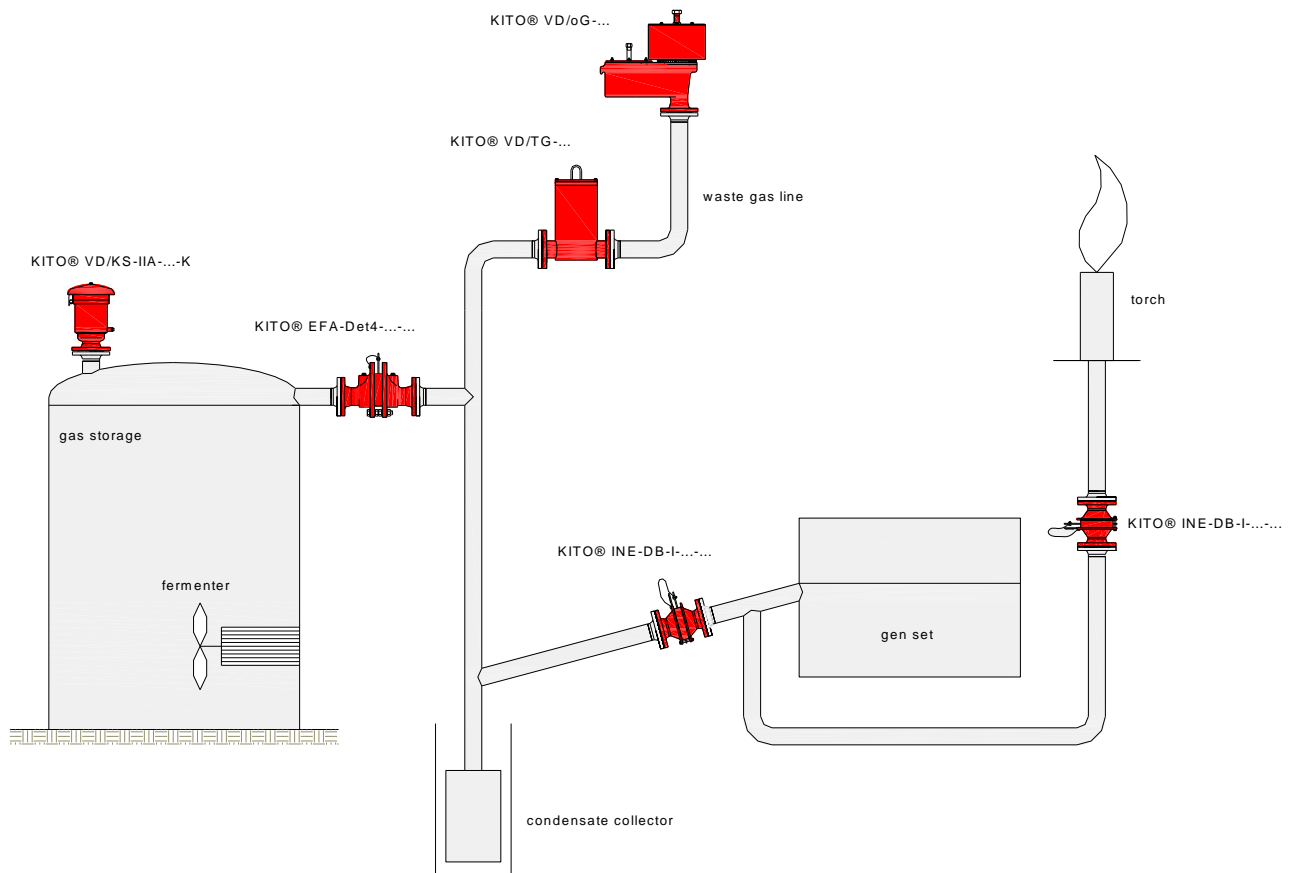 KITO® VD/oG-...
KITO® VD/TG-...
waste gas line
KITO® VD/KS-IIA-...-K
torch
KITO® EFA-Det4-...-...
gas storage
KITO® INE-DB-I-...-...
KITO® INE-DB-I-...-...
fermenter
gen set
condensate collector